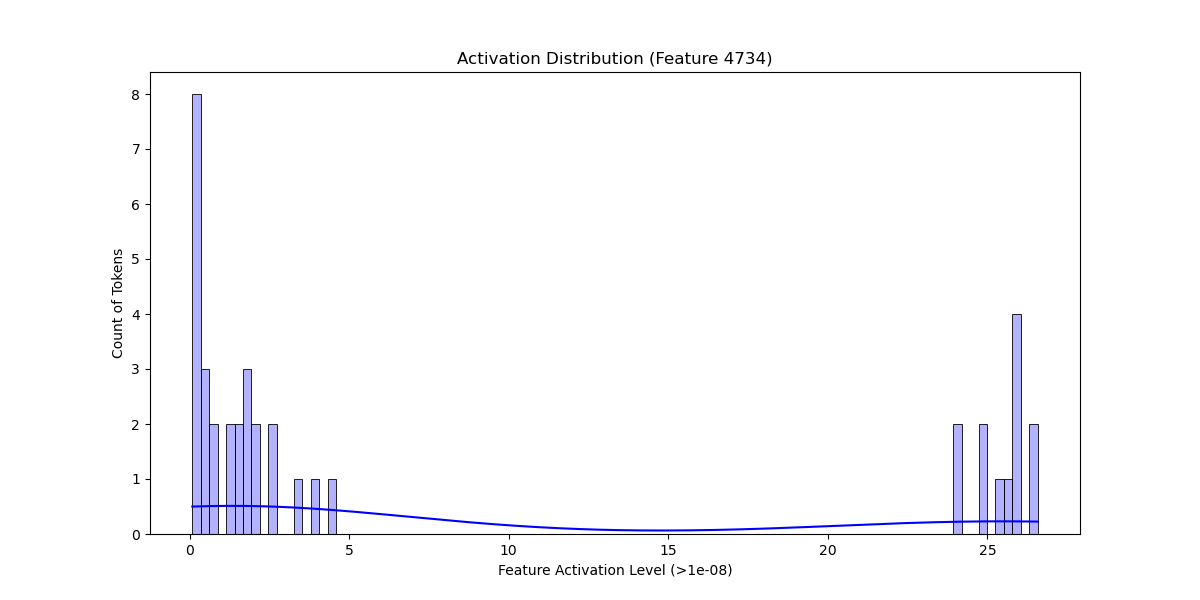 Activation Distribution (Feature 4734)
8
7
6
5
4
3
2
1
0
Count of Tokens
0 5 10 15 20 25
Feature Activation Level (>1e-08)